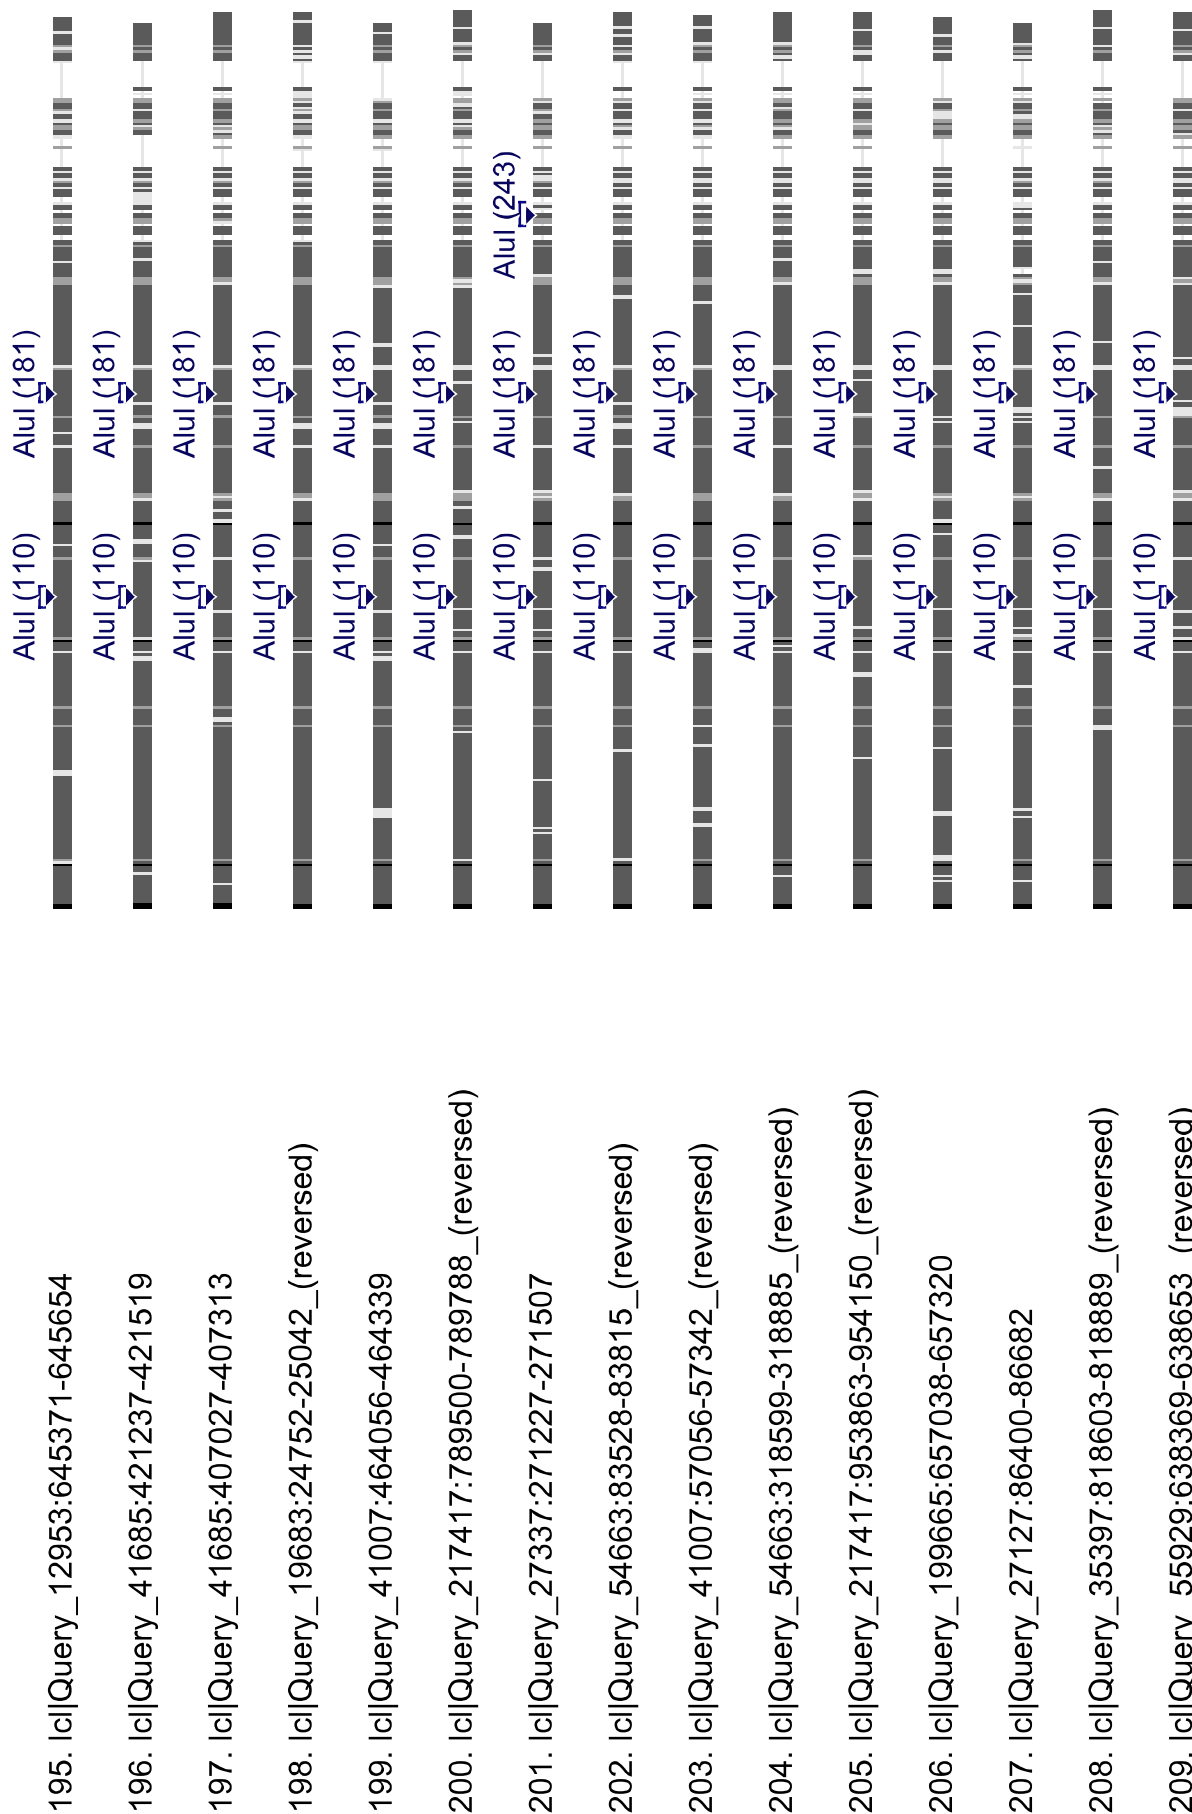 AluI (110) AluI (181)
195. lcl|Query_12953:645371-645654
AluI (110) AluI (181)
196. lcl|Query_41685:421237-421519
AluI (110) AluI (181)
197. lcl|Query_41685:407027-407313
AluI (110) AluI (181)
198. lcl|Query_19683:24752-25042_(reversed)
AluI (110) AluI (181)
199. lcl|Query_41007:464056-464339
AluI (110) AluI (181)
200. lcl|Query_217417:789500-789788_(reversed)
AluI (110) AluI (181) AluI (243)
201. lcl|Query_27337:271227-271507
AluI (110) AluI (181)
202. lcl|Query_54663:83528-83815_(reversed)
AluI (110) AluI (181)
203. lcl|Query_41007:57056-57342_(reversed)
AluI (110) AluI (181)
204. lcl|Query_54663:318599-318885_(reversed)
AluI (110) AluI (181)
205. lcl|Query_217417:953863-954150_(reversed)
AluI (110) AluI (181)
206. lcl|Query_199665:657038-657320
AluI (110) AluI (181)
207. lcl|Query_27127:86400-86682
AluI (110) AluI (181)
208. lcl|Query_35397:818603-818889_(reversed)
AluI (110) AluI (181)
209. lcl|Query_55929:638369-638653_(reversed)